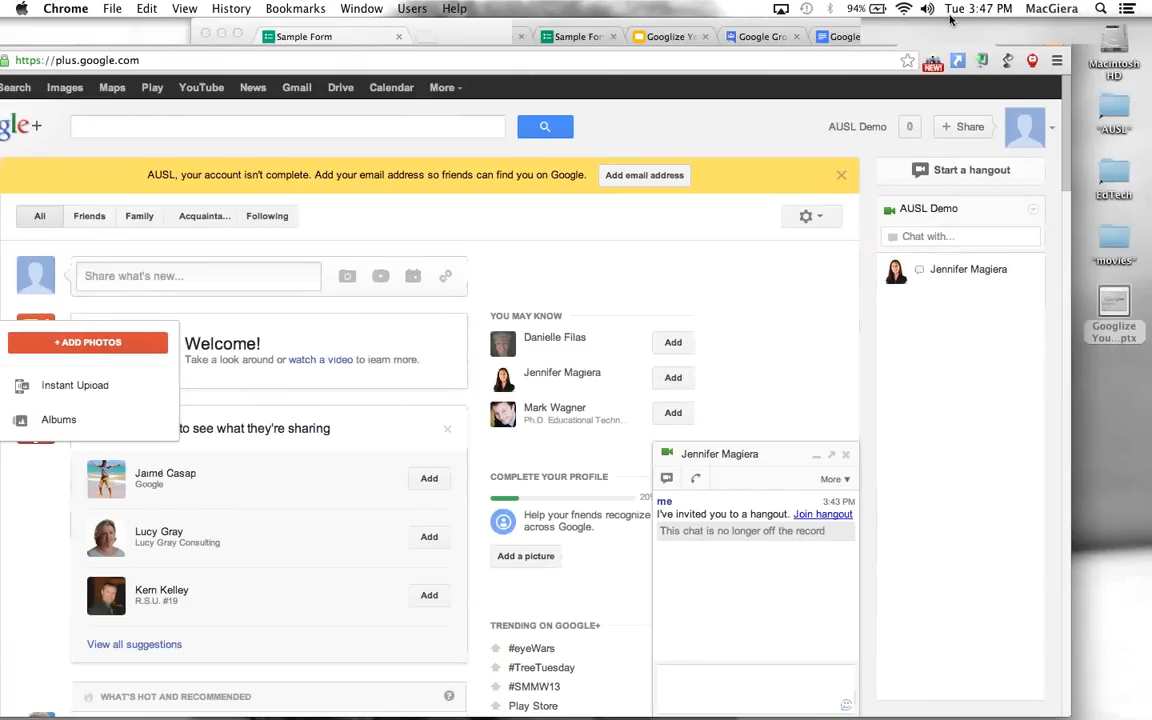 Chrome File Edit View History Bookmarks Window Users Help 94% Tue 3:47 PM MacGiera
Sample Form × × Sample For × Googlize Yo × Google Gro × Google
https://plus.google.com NEW!
Search Images Maps Play YouTube News Gmail Drive Calendar More
gle+ AUSL Demo 0 + Share
AUSL, your account isn't complete. Add your email address so friends can find you on Google. Add email address
Start a hangout
All Friends Family Acquainta... Following
AUSL Demo
Chat with...
Jennifer Magiera
Share what's new...
+ ADD PHOTOS
Instant Upload
Albums
Welcome!
Take a look around or watch a video to learn more.
to see what they're sharing
Jaime Casap
Google
Add
Lucy Gray
Lucy Gray Consulting
Add
Kern Kelley
R.S.U. #19
Add
View all suggestions
WHAT'S HOT AND RECOMMENDED
YOU MAY KNOW
Danielle Filas
Add
Jennifer Magiera
Add
Mark Wagner
Ph.D. Educational Techn...
Add
COMPLETE YOUR PROFILE
20%
Help your friends recognize
across Google.
Add a picture
TRENDING ON GOOGLE+
#eyeWars
#TreeTuesday
#SMMW13
Play Store
Jennifer Magiera
More ▼
me 3:43 PM
I've invited you to a hangout. Join hangout
This chat is no longer off the record
Macintosh
HD
*AUSL*
EdTech
*movies*
Googlize
You....ptx